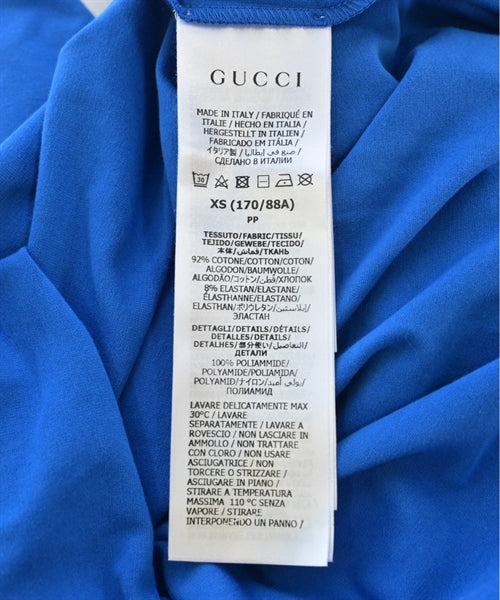 GUCCI
MADE IN ITALY / FABRIQUÉ EN
ITALIE / HECHO EN ITALIA /
HERGESTELLT IN ITALIEN /
FABRICADO EM ITÁLIA /
イタリア製 / صنع في إيطاليا /
СДЕЛАНО В ИТАЛИИ
30
XS (170/88A)
PP
TESSUTO/FABRIC/TISSU/
TEJIDO/GEWEBE/TECIDO/
本体/قماش/ТКАНЬ
92% COTONE/COTTON/COTON/
ALGODON/BAUMWOLLE/
ALGODÃO/コットン/قطن/ХЛОПОК
8% ELASTAN/ELASTANE/
ÉLASTHANNE/ELASTANO/
ELASTHAN/ポリウレタン/إيلاستين/
ЭЛАСТАН
DETTAGLI/DETAILS/DÉTAILS/
DETALLES/DETAILS/
DETALHES/部分使い/التفاصيل/
ДЕТАЛИ
100% POLIAMMIDE/
POLYAMIDE/POLIAMIDA/
POLYAMID/ナイロン/بولي أميد/
ПОЛИАМИД
LAVARE DELICATAMENTE MAX
30°C / LAVARE
SEPARATAMENTE / LAVARE A
ROVESCIO / NON LASCIARE IN
AMMOLLO / NON TRATTARE
CON CLORO / NON USARE
ASCIUGATRICE / NON
TORCERE O STRIZZARE /
ASCIUGARE IN PIANO /
STIRARE A TEMPERATURA
MASSIMA 110 °C SENZA
VAPORE / STIRARE
INTERPONENDO UN PANNO /